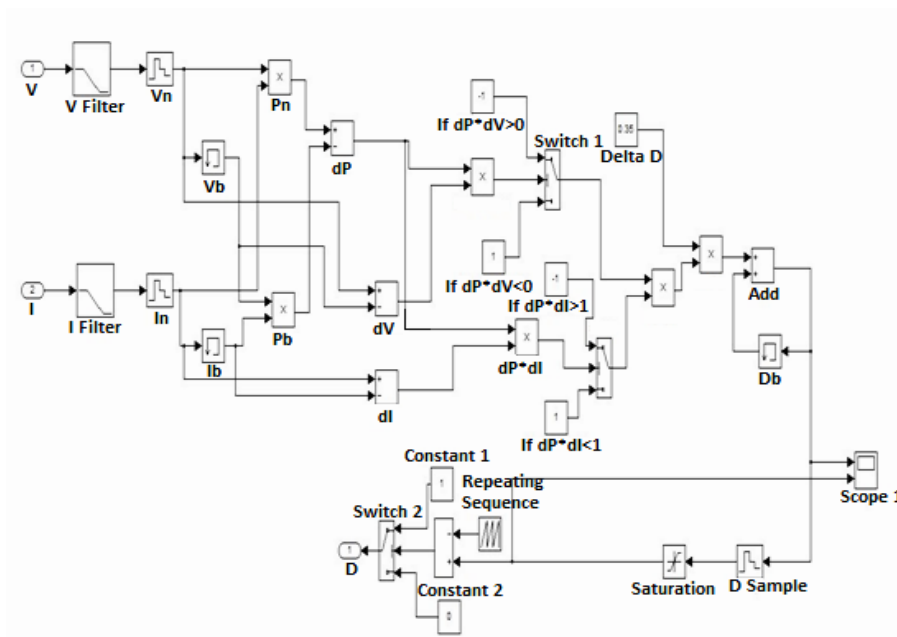 1
V
V Filter
Vn
X
Pn
-1
If dP*dV>0
Switch 1
0.35
Delta D
Vb
+
-
dP
X
X
1
If dP*dV<0
-1
If dP*dI>1
X
+
+
Add
2
I
I Filter
In
X
Pb
+
-
dV
X
dP*dI
Ib
+
-
dI
Db
1
If dP*dI<1
Constant 1
1
Repeating
Sequence
Scope 1
Switch 2
-
+
1
D
Constant 2
0
Saturation
D Sample